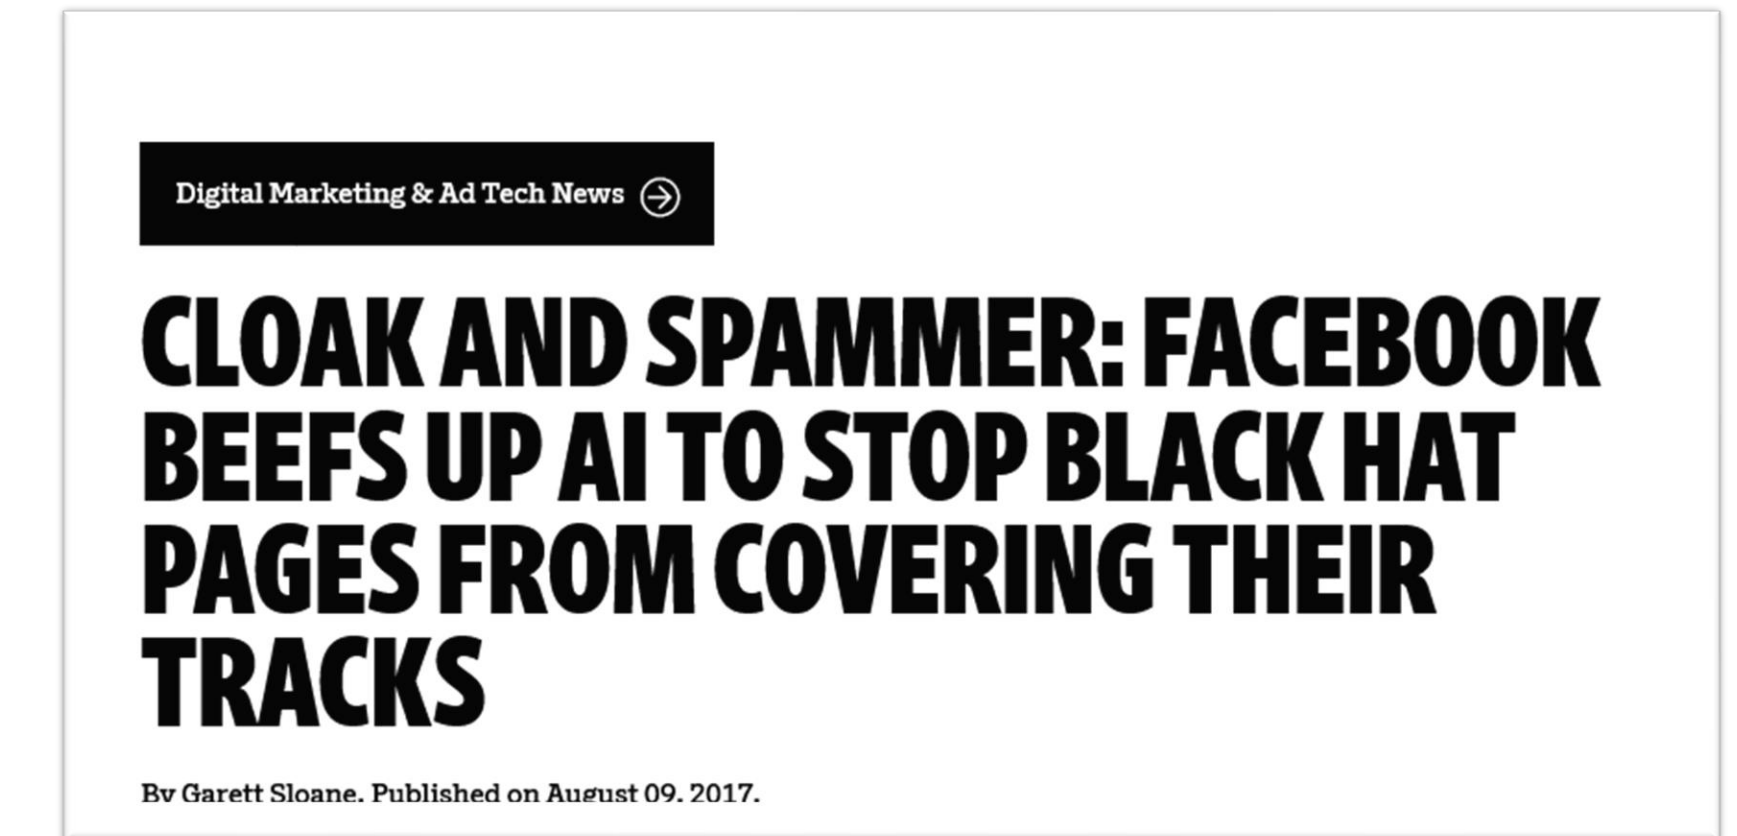 Digital Marketing & Ad Tech News
CLOAK AND SPAMMER: FACEBOOK
BEEFS UP AI TO STOP BLACK HAT
PAGES FROM COVERING THEIR
TRACKS
By Garett Sloane. Published on August 09, 2017.